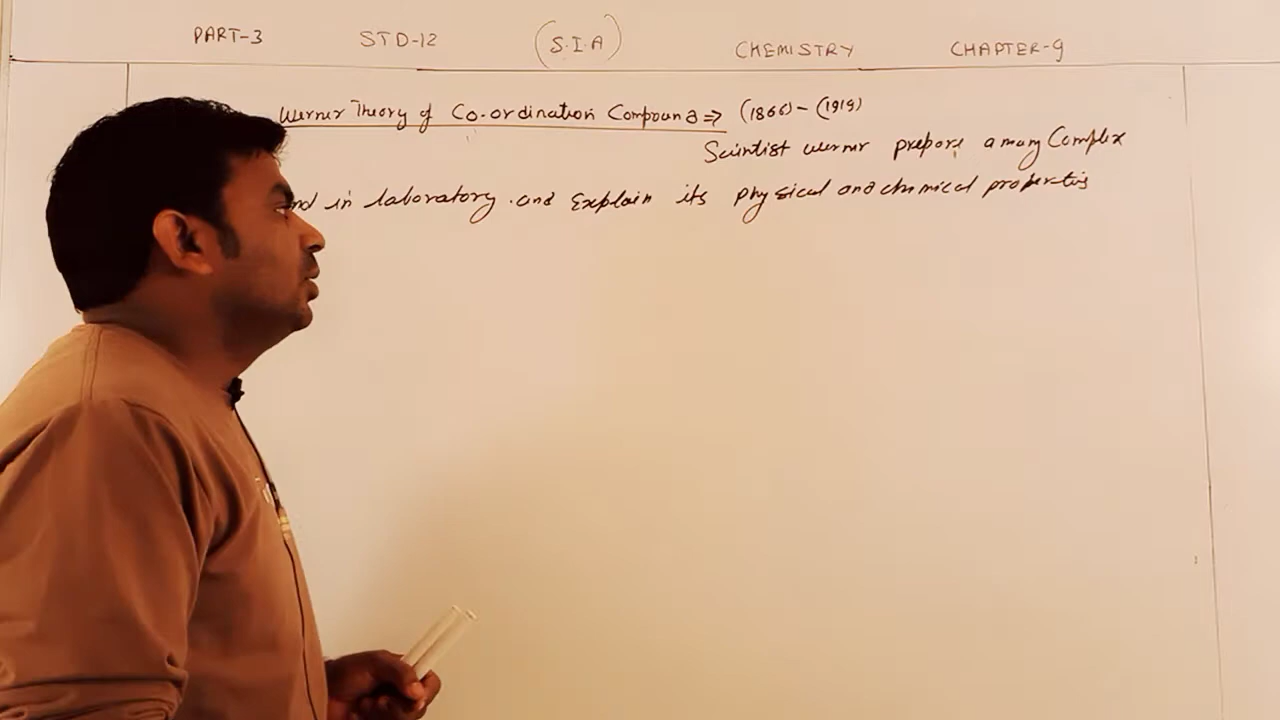 PART-3 STD-12 (S.I.A) CHEMISTRY CHAPTER-9
Werner Theory of Co-ordination Compound ⇒ (1866) - (1919)
Scientist werner prepare a many Complex
in laboratory and Explain its physical and chemical properties